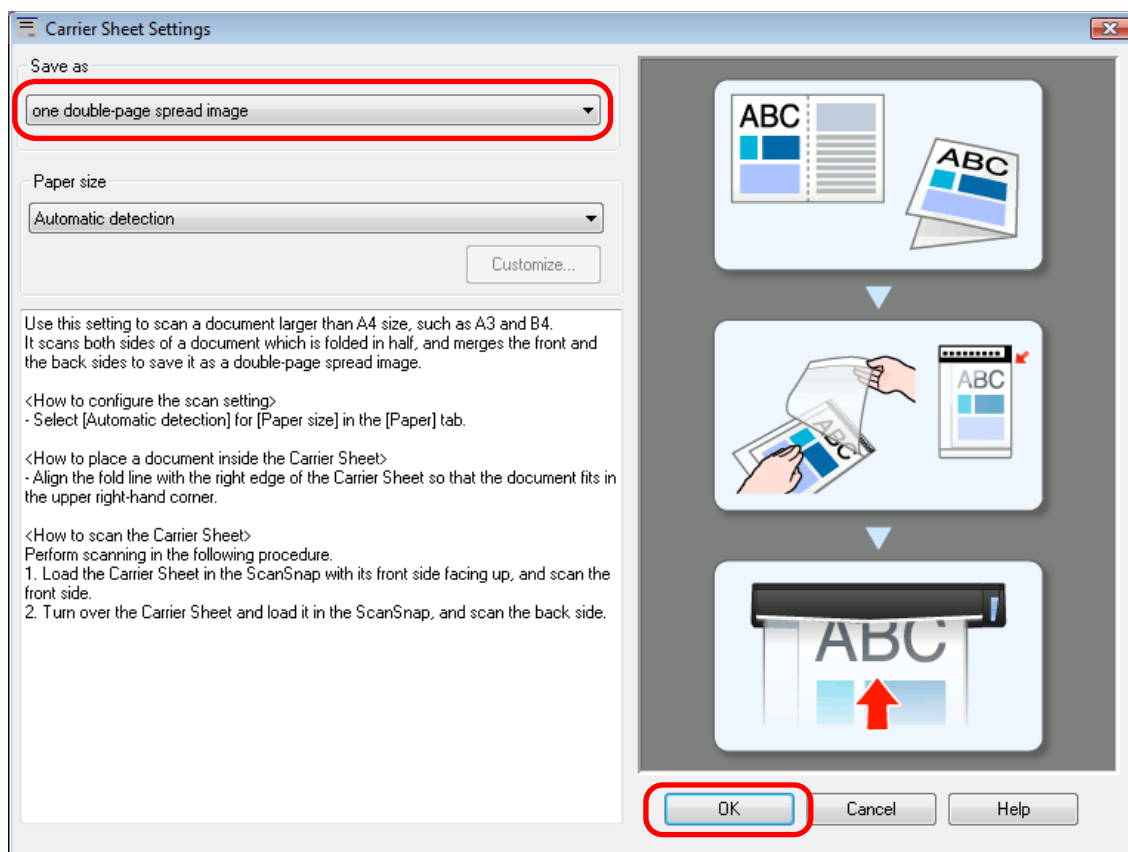 Carrier Sheet Settings
Save as
one double-page spread image
Paper size
Automatic detection
Customize...
Use this setting to scan a document larger than A4 size, such as A3 and B4.
It scans both sides of a document which is folded in half, and merges the front and
the back sides to save it as a double-page spread image.
<How to configure the scan setting>
- Select [Automatic detection] for [Paper size] in the [Paper] tab.
<How to place a document inside the Carrier Sheet>
- Align the fold line with the right edge of the Carrier Sheet so that the document fits in
the upper right-hand corner.
<How to scan the Carrier Sheet>
Perform scanning in the following procedure.
1. Load the Carrier Sheet in the ScanSnap with its front side facing up, and scan the
front side.
2. Turn over the Carrier Sheet and load it in the ScanSnap, and scan the back side.
ABC
ABC
ABC
ABC
ABC
OK
Cancel
Help